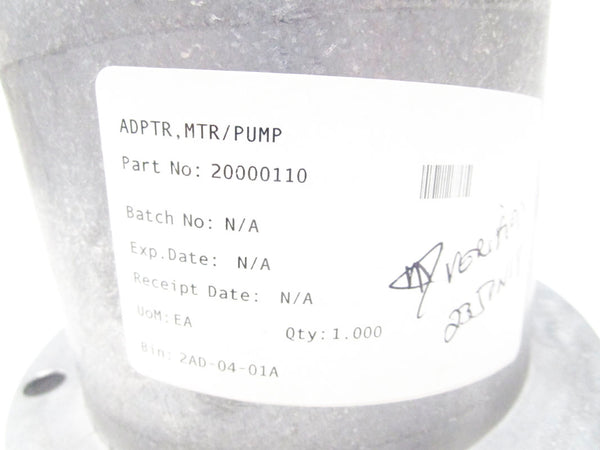 ADPTR,MTR/PUMP
Part No: 20000110
Batch No: N/A
Exp.Date: N/A
Receipt Date: N/A
UoM:EA Qty:1.000
Bin: 2AD-04-01A
VERIFIED